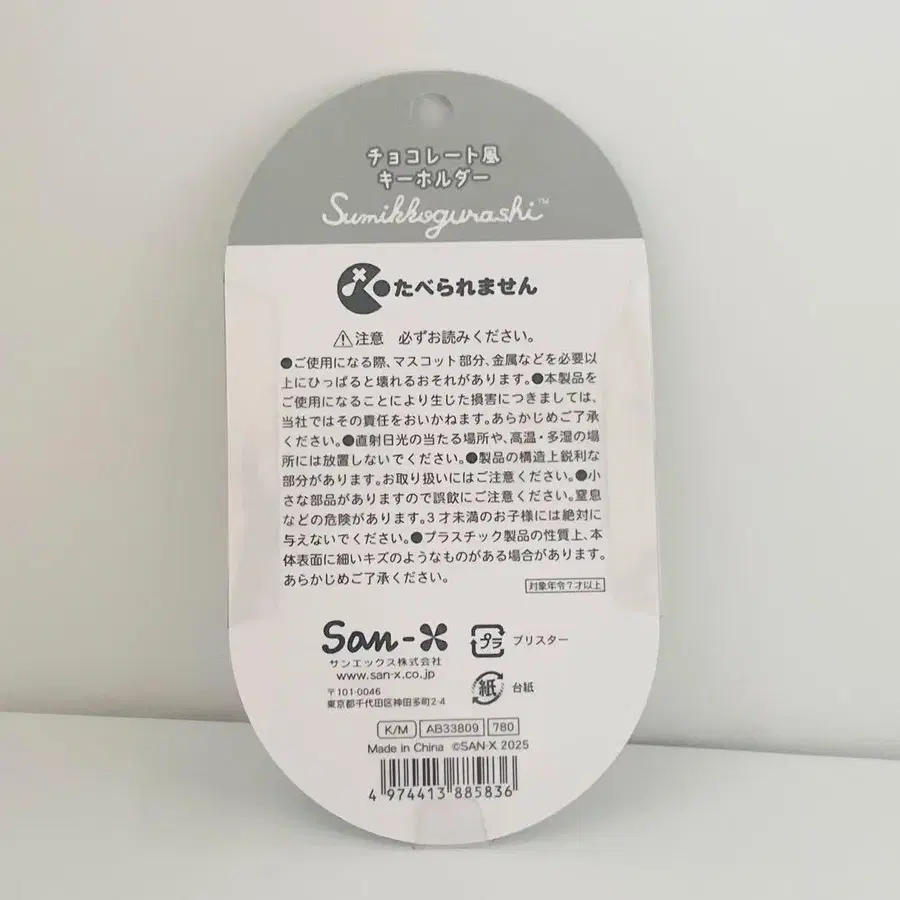 チョコレート風
キーホルダー
Sumikkogurashi™
たべられません
注意 必ずお読みください。
●ご使用になる際、マスコット部分、金属などを必要以
上にひっぱると壊れるおそれがあります。●本製品を
ご使用になることにより生じた損害につきましては、
当社ではその責任をおいかねます。あらかじめご了承
ください。●直射日光の当たる場所や、高温・多湿の場
所には放置しないでください。●製品の構造上鋭利な
部分があります。お取り扱いにはご注意ください。●小
さな部品がありますので誤飲にご注意ください。窒息
などの危険があります。3才未満のお子様には絶対に
与えないでください。●プラスチック製品の性質上、本
体表面に細いキズのようなものがある場合があります。
あらかじめご了承ください。
対象年令7才以上
San-X
サンエックス株式会社
www.san-x.co.jp
〒101-0046
東京都千代田区神田多町2-4
プラ ブリスター
紙 台紙
K/M AB33809 780
Made in China ©SAN-X 2025
4 974413 885836